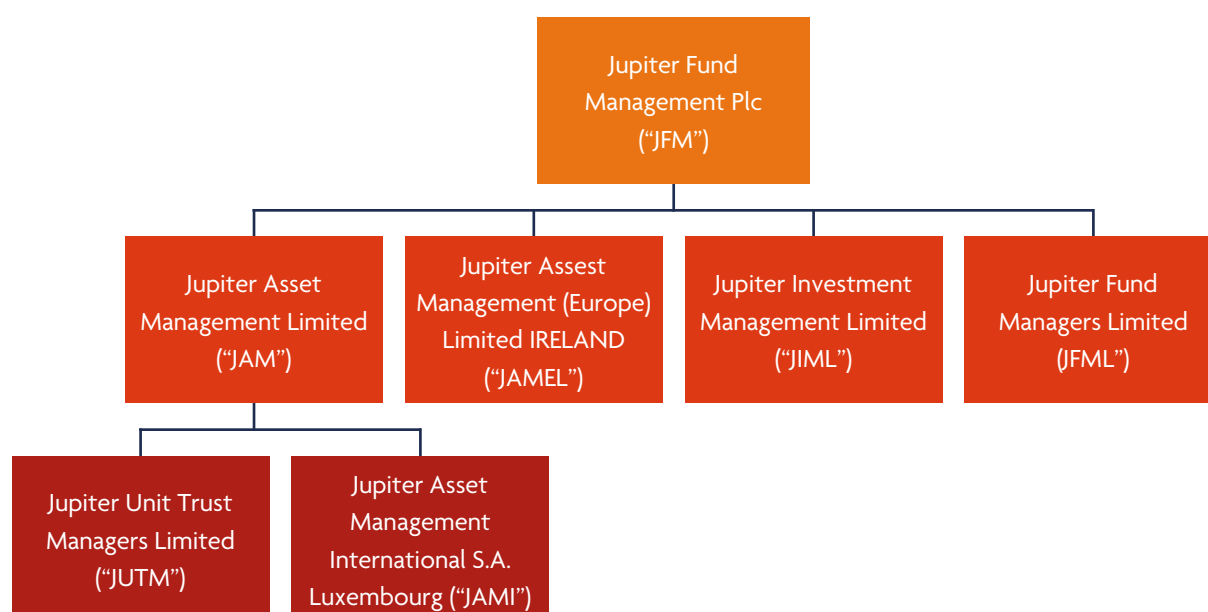 Jupiter Fund
Management Plc
(“JFM”)
Jupiter Asset
Management Limited
(“JAM”)
Jupiter Assest
Management (Europe)
Limited IRELAND
(“JAMEL”)
Jupiter Investment
Management Limited
(“JIML”)
Jupiter Fund
Managers Limited
(JFML”)
Jupiter Unit Trust
Managers Limited
(“JUTM”)
Jupiter Asset
Management
International S.A.
Luxembourg (“JAMI”)